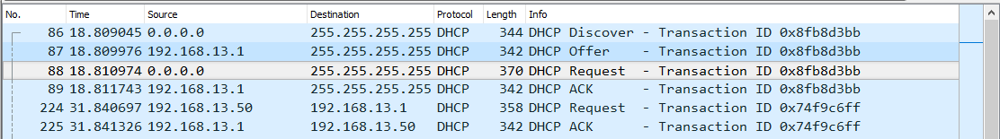 No. Time Source Destination Protocol Length Info
86 18.809045 0.0.0.0 255.255.255.255 DHCP 344 DHCP Discover - Transaction ID 0x8fb8d3bb
87 18.809976 192.168.13.1 255.255.255.255 DHCP 342 DHCP Offer - Transaction ID 0x8fb8d3bb
88 18.810974 0.0.0.0 255.255.255.255 DHCP 370 DHCP Request - Transaction ID 0x8fb8d3bb
89 18.811743 192.168.13.1 255.255.255.255 DHCP 342 DHCP ACK - Transaction ID 0x8fb8d3bb
224 31.840697 192.168.13.50 192.168.13.1 DHCP 358 DHCP Request - Transaction ID 0x74f9c6ff
225 31.841326 192.168.13.1 192.168.13.50 DHCP 342 DHCP ACK - Transaction ID 0x74f9c6ff